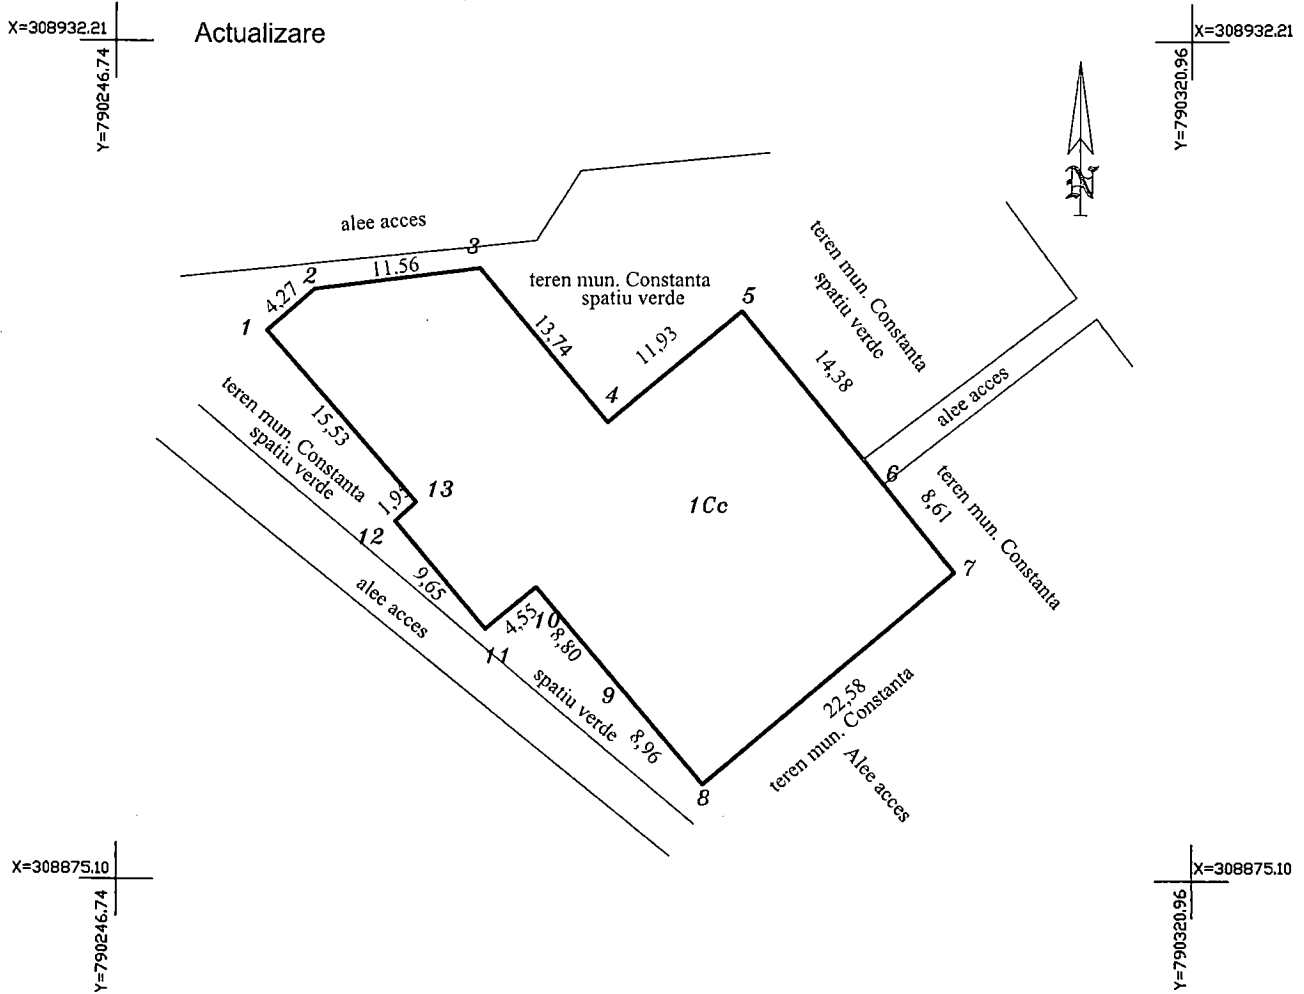 X=308932.21
Y=790246.74
Actualizare
X=308932.21
Y=790320.96
N
alee acces
3
2
11,56
4,27
1
teren mun. Constanta
spatiu verde
5
13,74
11,93
4
teren mun. Constanta
spatiu verde
14,38
alee acces
6
8,61
teren mun. Constanta
7
15,53
teren mun. Constanta
spatiu verde
1,93
13
12
1Cc
9,65
alee acces
4,55
10
8,80
11
9
spatiu verde
8,96
8
22,58
teren mun. Constanta
Alee acces
X=308875.10
Y=790246.74
X=308875.10
Y=790320.96